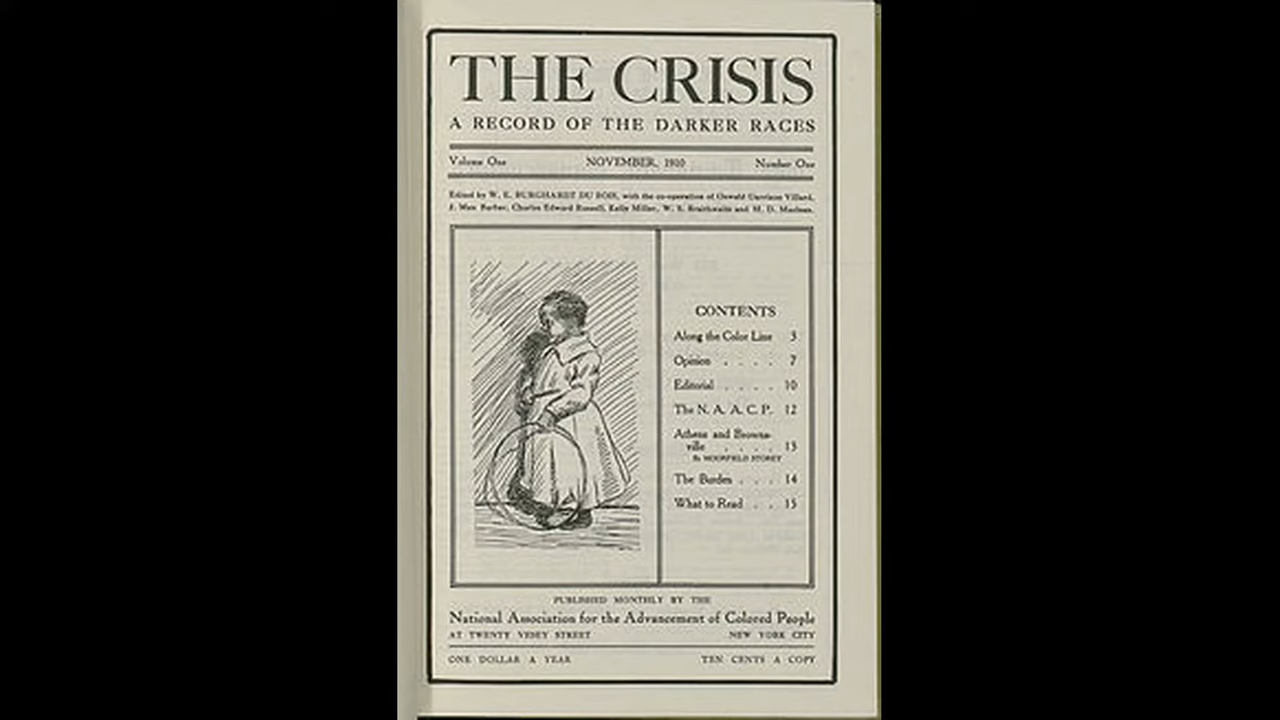 THE CRISIS
A RECORD OF THE DARKER RACES
Volume One NOVEMBER, 1910 Number One
Edited by W. E. BURGHARDT DU BOIS, with the co-operation of Oswald Garrison Villard,
J. Max Barber, Charles Edward Russell, Kelly Miller, W. S. Braithwaite and M. D. Maclean.
CONTENTS
Along the Color Line 3
Opinion . . . . 7
Editorial . . . . 10
The N. A. A. C. P. 12
Athens and Browns-
ville . . . . 13
By MOORFIELD STOREY
The Burden . . . 14
What to Read . . 15
PUBLISHED MONTHLY BY THE
National Association for the Advancement of Colored People
AT TWENTY VESEY STREET NEW YORK CITY
ONE DOLLAR A YEAR TEN CENTS A COPY